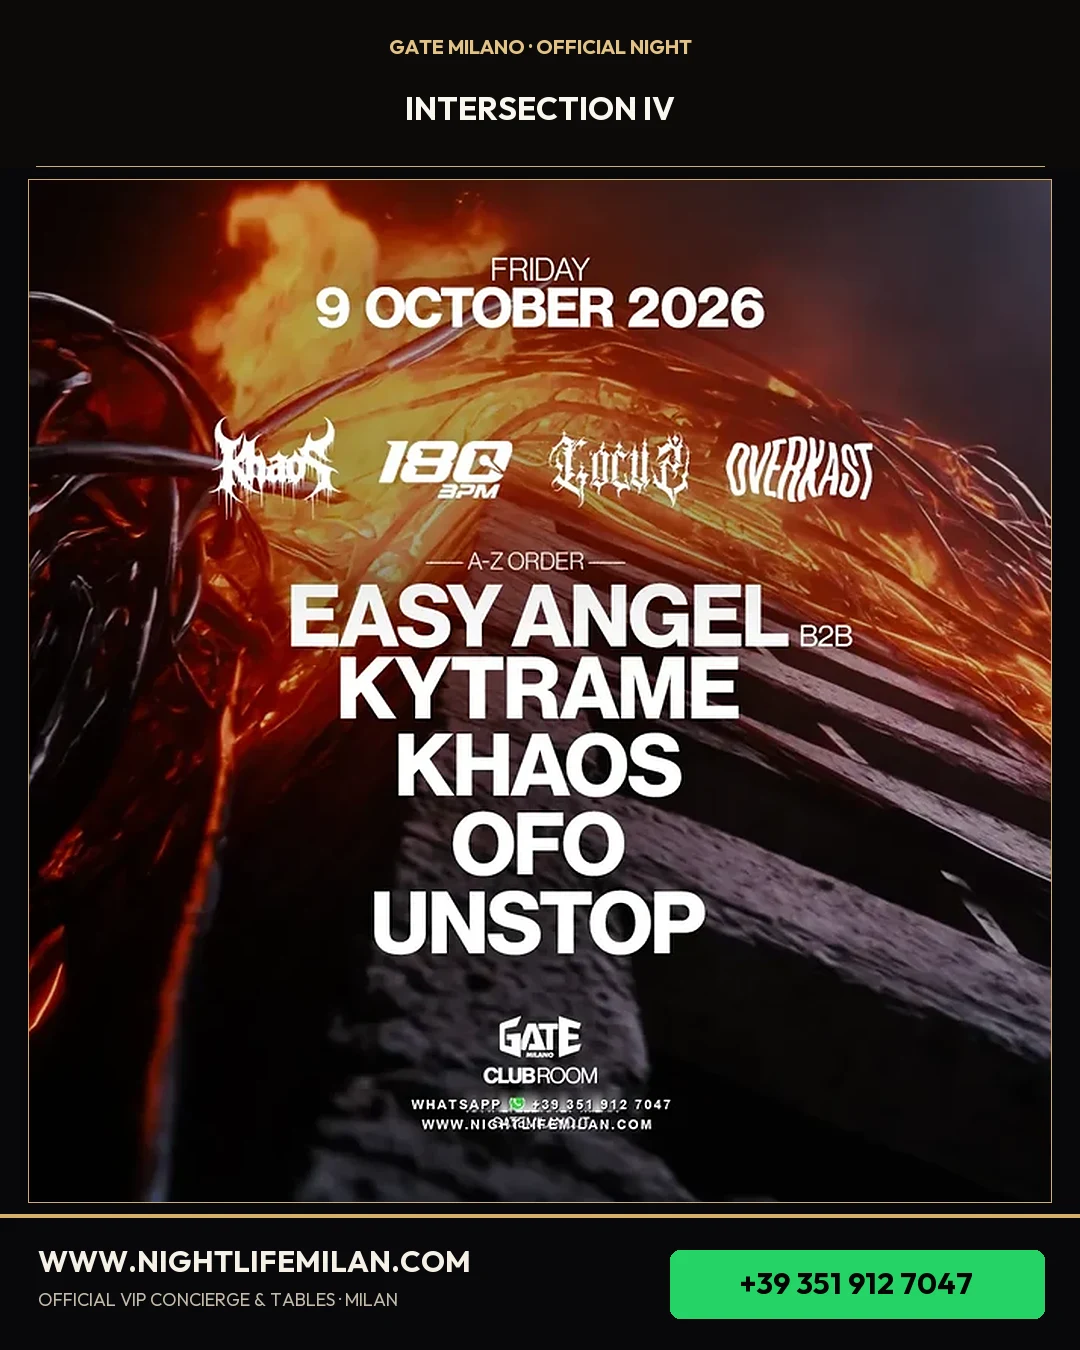 GATE MILANO · OFFICIAL NIGHT
INTERSECTION IV
FRIDAY
9 OCTOBER 2026
Khaos 180 BPM Locus OVERKAST
A-Z ORDER
EASY ANGEL B2B
KYTRAME
KHAOS
OFO
UNSTOP
GATE
MILANO
CLUBROOM
WHATSAPP +39 351 912 7047
WWW.NIGHTLIFEMILAN.COM
WWW.NIGHTLIFEMILAN.COM
OFFICIAL VIP CONCIERGE & TABLES · MILAN
+39 351 912 7047